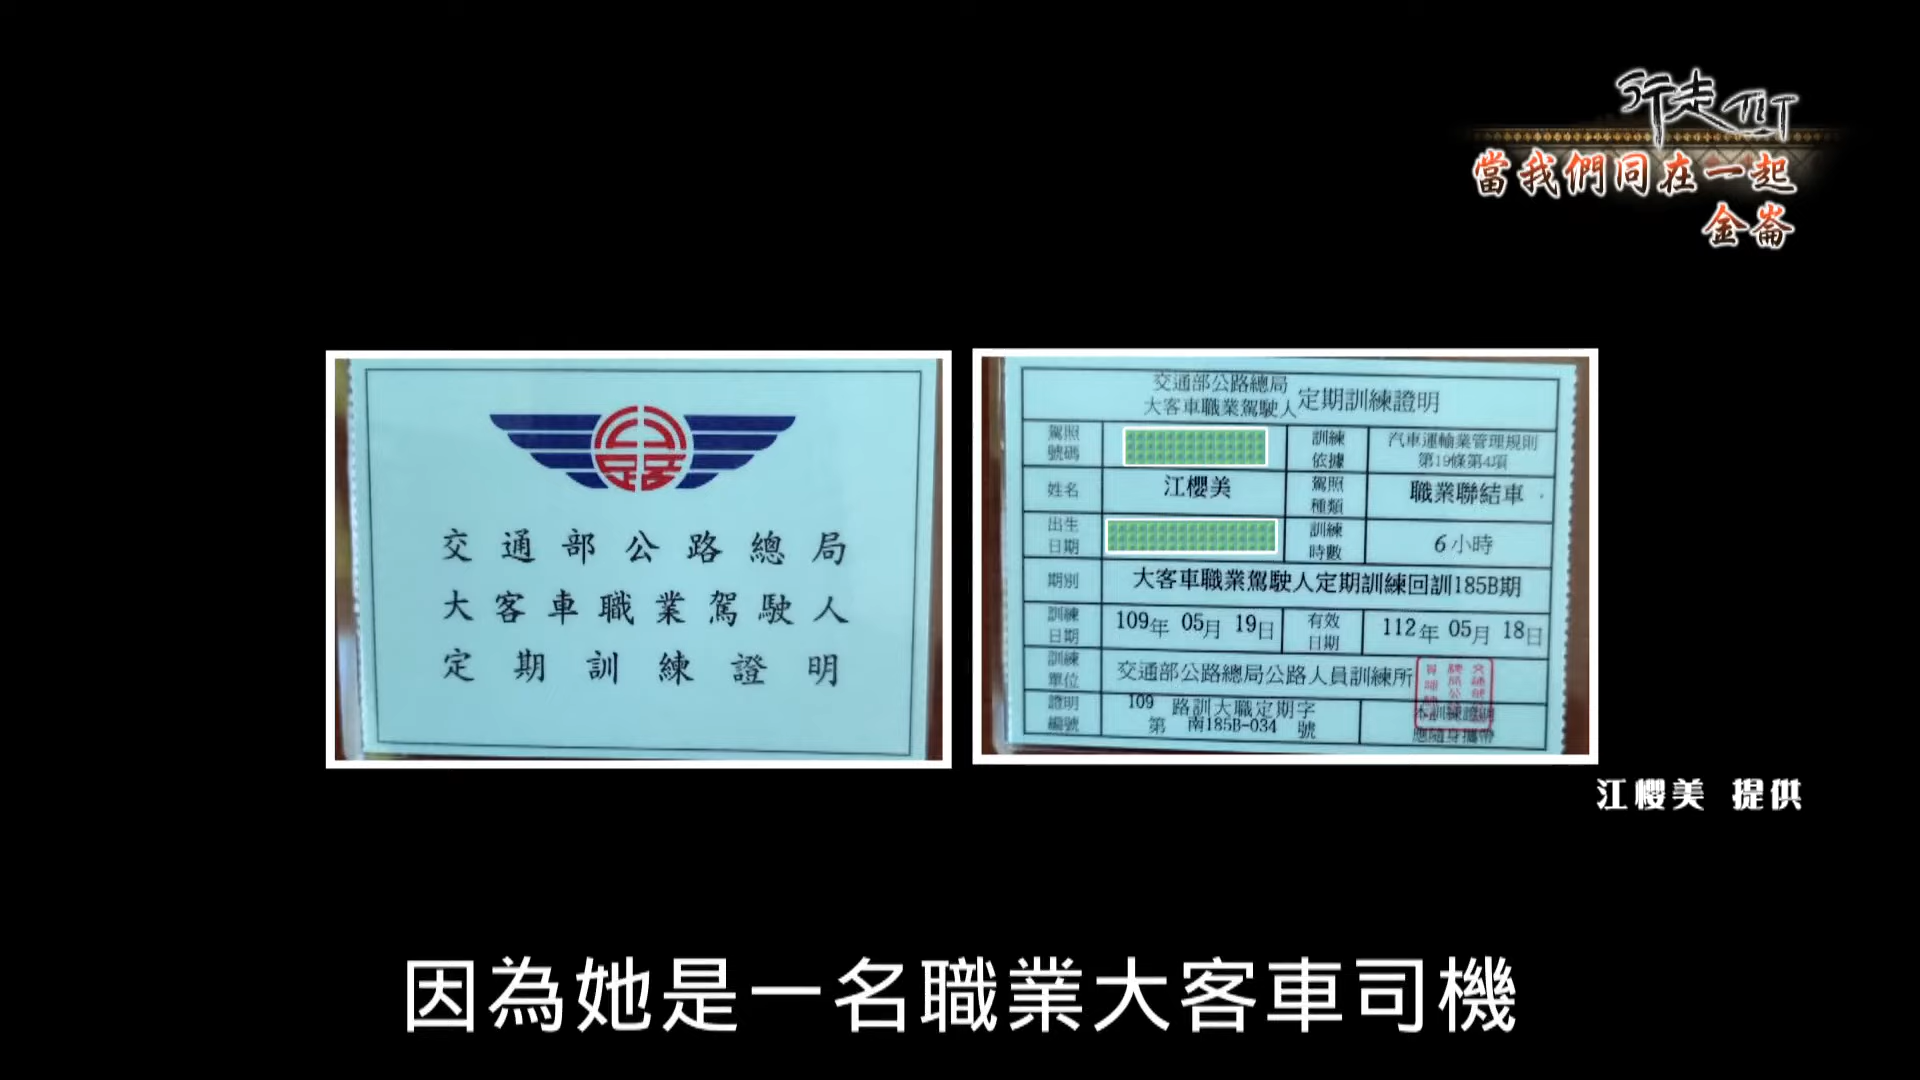 行走TIT
當我們同在一起
金崙
交通部公路總局
大客車職業駕駛人
定期訓練證明
交通部公路總局
大客車職業駕駛人 定期訓練證明
駕照號碼 訓練依據 汽車運輸業管理規則第19條第4項
姓名 江櫻美 駕照種類 職業聯結車
出生日期 訓練時數 6小時
期別 大客車職業駕駛人定期訓練回訓185B期
訓練日期 109年 05月 19日 有效日期 112年 05月 18日
訓練單位 交通部公路總局公路人員訓練所
證明編號 109 路訓大職定期字第 南185B-034 號 本訓練證明應隨身攜帶
江櫻美 提供
因為她是一名職業大客車司機